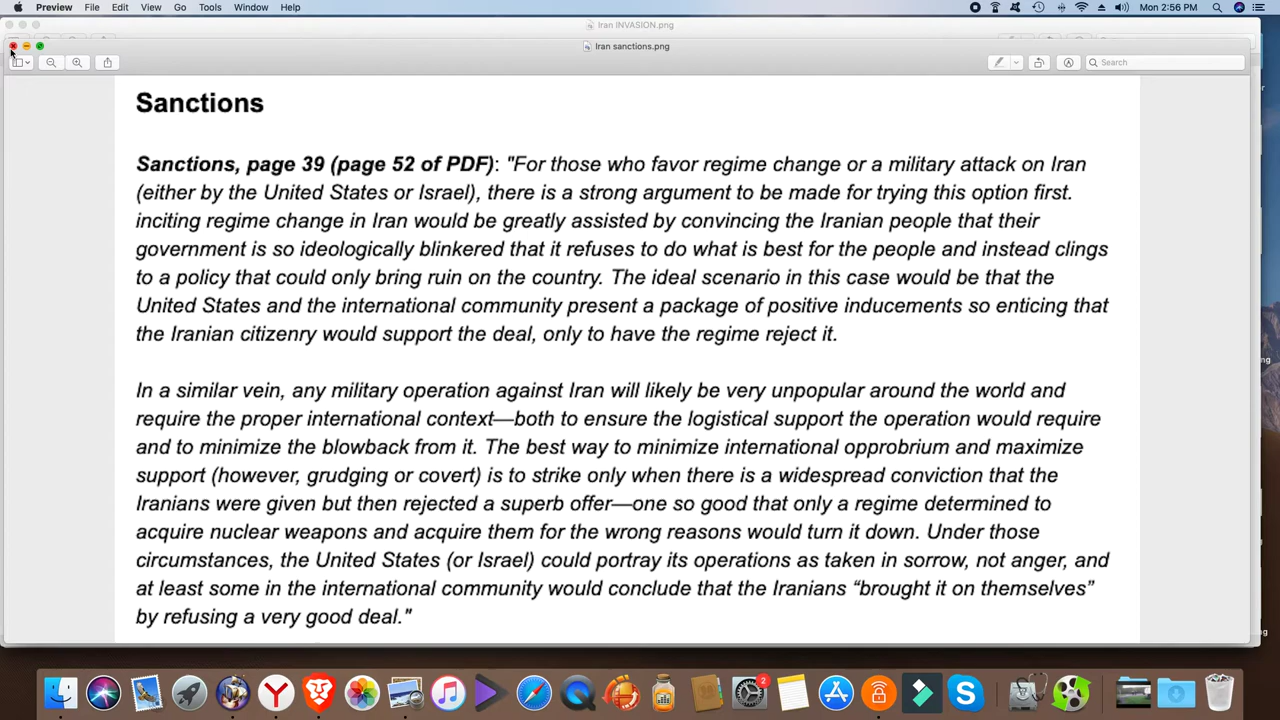 Preview File Edit View Go Tools Window Help Mon 2:56 PM
Iran INVASION.png
Iran sanctions.png
Search
Sanctions
Sanctions, page 39 (page 52 of PDF): "For those who favor regime change or a military attack on Iran
(either by the United States or Israel), there is a strong argument to be made for trying this option first.
inciting regime change in Iran would be greatly assisted by convincing the Iranian people that their
government is so ideologically blinkered that it refuses to do what is best for the people and instead clings
to a policy that could only bring ruin on the country. The ideal scenario in this case would be that the
United States and the international community present a package of positive inducements so enticing that
the Iranian citizenry would support the deal, only to have the regime reject it.
In a similar vein, any military operation against Iran will likely be very unpopular around the world and
require the proper international context—both to ensure the logistical support the operation would require
and to minimize the blowback from it. The best way to minimize international opprobrium and maximize
support (however, grudging or covert) is to strike only when there is a widespread conviction that the
Iranians were given but then rejected a superb offer—one so good that only a regime determined to
acquire nuclear weapons and acquire them for the wrong reasons would turn it down. Under those
circumstances, the United States (or Israel) could portray its operations as taken in sorrow, not anger, and
at least some in the international community would conclude that the Iranians “brought it on themselves”
by refusing a very good deal."
2